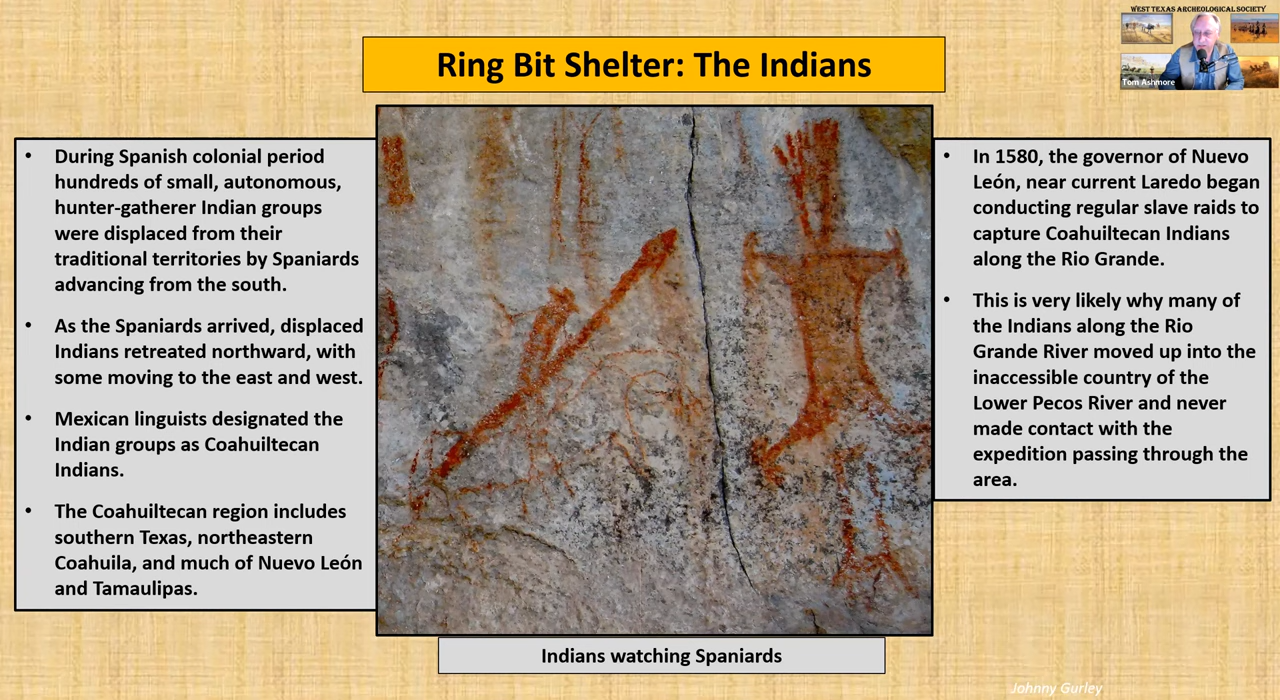 WEST TEXAS ARCHEOLOGICAL SOCIETY
Tom Ashmore
Ring Bit Shelter: The Indians
• During Spanish colonial period
hundreds of small, autonomous,
hunter-gatherer Indian groups
were displaced from their
traditional territories by Spaniards
advancing from the south.
• As the Spaniards arrived, displaced
Indians retreated northward, with
some moving to the east and west.
• Mexican linguists designated the
Indian groups as Coahuiltecan
Indians.
• The Coahuiltecan region includes
southern Texas, northeastern
Coahuila, and much of Nuevo León
and Tamaulipas.
• In 1580, the governor of Nuevo
León, near current Laredo began
conducting regular slave raids to
capture Coahuiltecan Indians
along the Rio Grande.
• This is very likely why many of
the Indians along the Rio
Grande River moved up into the
inaccessible country of the
Lower Pecos River and never
made contact with the
expedition passing through the
area.
Indians watching Spaniards
Johnny Gurley